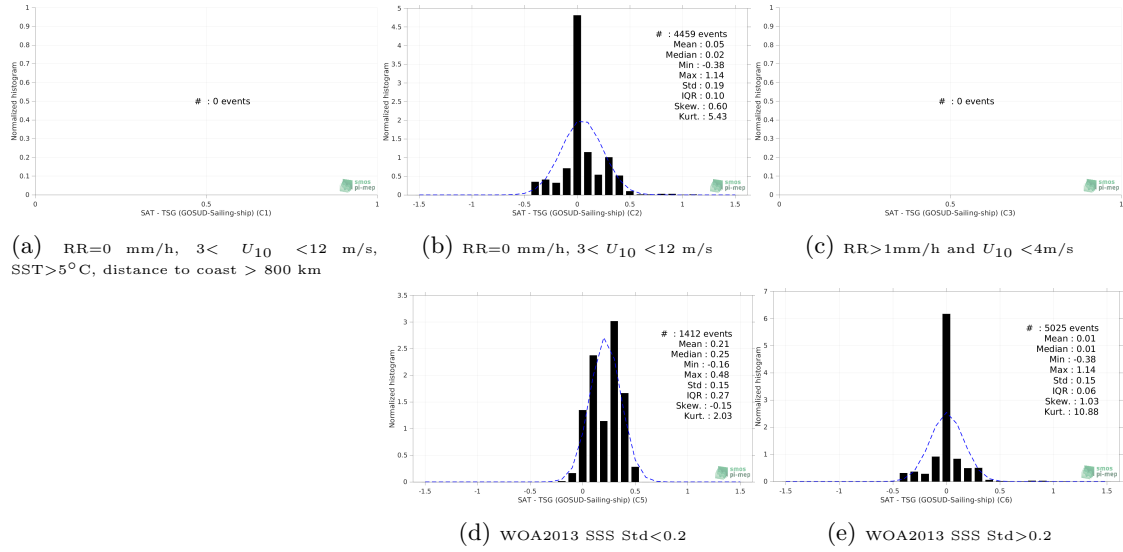 1
0.9
0.8
0.7
0.6
0.5
0.4
0.3
0.2
0.1
0
Normalized histogram
# : 0 events
0 0.5 1
SAT - TSG (GOSUD-Sailing-ship) (C1)
smos
pi-mep
(a) RR=0 mm/h, 3< U10 <12 m/s,
SST>5°C, distance to coast > 800 km
5
4.5
4
3.5
3
2.5
2
1.5
1
0.5
0
Normalized histogram
# : 4459 events
Mean : 0.05
Median : 0.02
Min : -0.38
Max : 1.14
Std : 0.19
IQR : 0.10
Skew. : 0.60
Kurt. : 5.43
-1.5 -1 -0.5 0 0.5 1 1.5
SAT - TSG (GOSUD-Sailing-ship) (C2)
smos
pi-mep
(b) RR=0 mm/h, 3< U10 <12 m/s
1
0.9
0.8
0.7
0.6
0.5
0.4
0.3
0.2
0.1
0
Normalized histogram
# : 0 events
0 0.5 1
SAT - TSG (GOSUD-Sailing-ship) (C3)
smos
pi-mep
(c) RR>1mm/h and U10 <4m/s
3.5
3
2.5
2
1.5
1
0.5
0
Normalized histogram
# : 1412 events
Mean : 0.21
Median : 0.25
Min : -0.16
Max : 0.48
Std : 0.15
IQR : 0.27
Skew. : -0.15
Kurt. : 2.03
-1.5 -1 -0.5 0 0.5 1 1.5
SAT - TSG (GOSUD-Sailing-ship) (C5)
smos
pi-mep
(d) WOA2013 SSS Std<0.2
7
6
5
4
3
2
1
0
Normalized histogram
# : 5025 events
Mean : 0.01
Median : 0.01
Min : -0.38
Max : 1.14
Std : 0.15
IQR : 0.06
Skew. : 1.03
Kurt. : 10.88
-1.5 -1 -0.5 0 0.5 1 1.5
SAT - TSG (GOSUD-Sailing-ship) (C6)
smos
pi-mep
(e) WOA2013 SSS Std>0.2